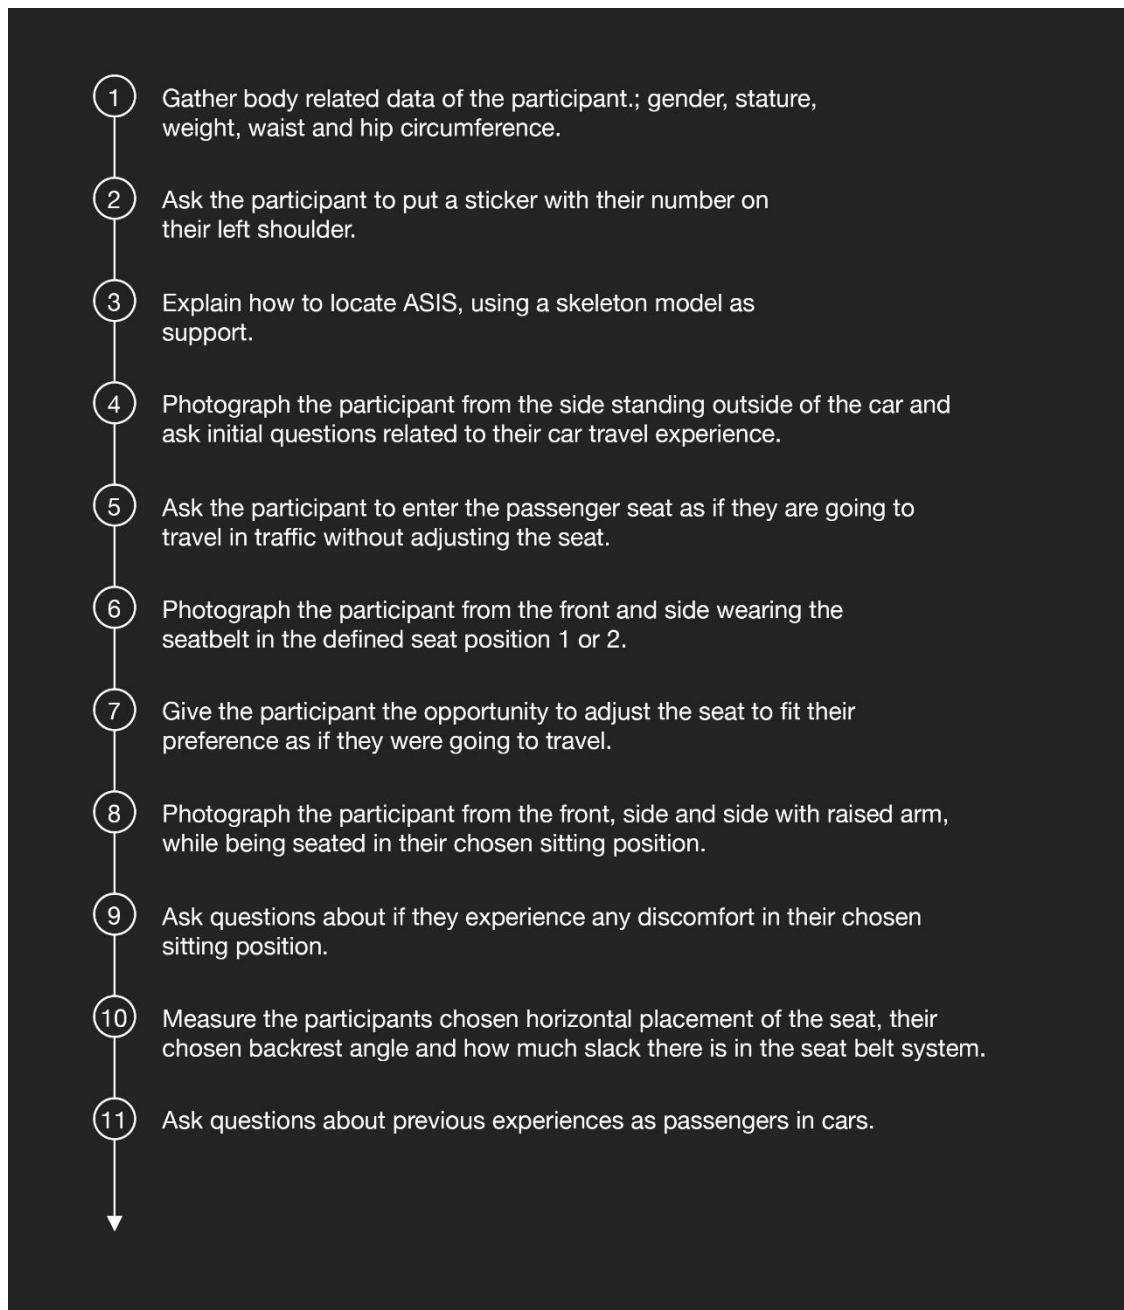 1
Gather body related data of the participant.; gender, stature,
weight, waist and hip circumference.
2
Ask the participant to put a sticker with their number on
their left shoulder.
3
Explain how to locate ASIS, using a skeleton model as
support.
4
Photograph the participant from the side standing outside of the car and
ask initial questions related to their car travel experience.
5
Ask the participant to enter the passenger seat as if they are going to
travel in traffic without adjusting the seat.
6
Photograph the participant from the front and side wearing the
seatbelt in the defined seat position 1 or 2.
7
Give the participant the opportunity to adjust the seat to fit their
preference as if they were going to travel.
8
Photograph the participant from the front, side and side with raised arm,
while being seated in their chosen sitting position.
9
Ask questions about if they experience any discomfort in their chosen
sitting position.
10
Measure the participants chosen horizontal placement of the seat, their
chosen backrest angle and how much slack there is in the seat belt system.
11
Ask questions about previous experiences as passengers in cars.